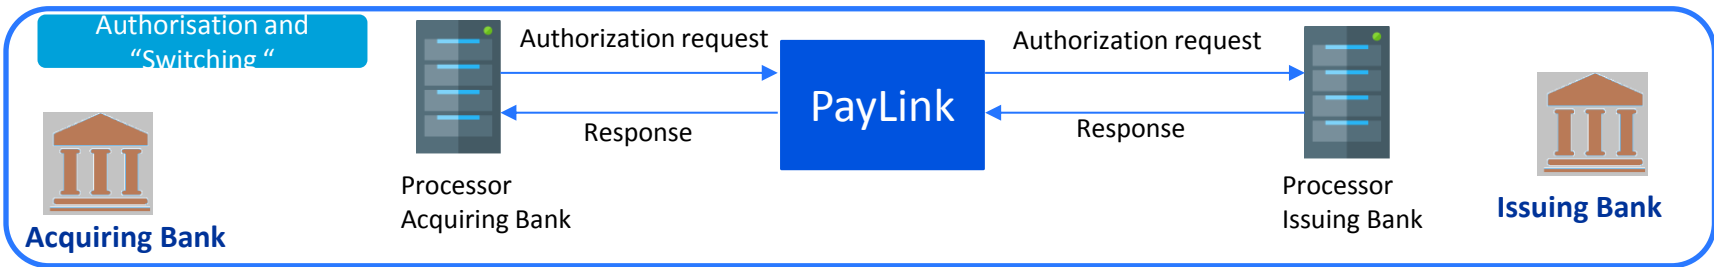 Authorisation and
“Switching “
Authorization request
Authorization request
PayLink
Response
Response
Processor
Acquiring Bank
Processor
Issuing Bank
Acquiring Bank
Issuing Bank